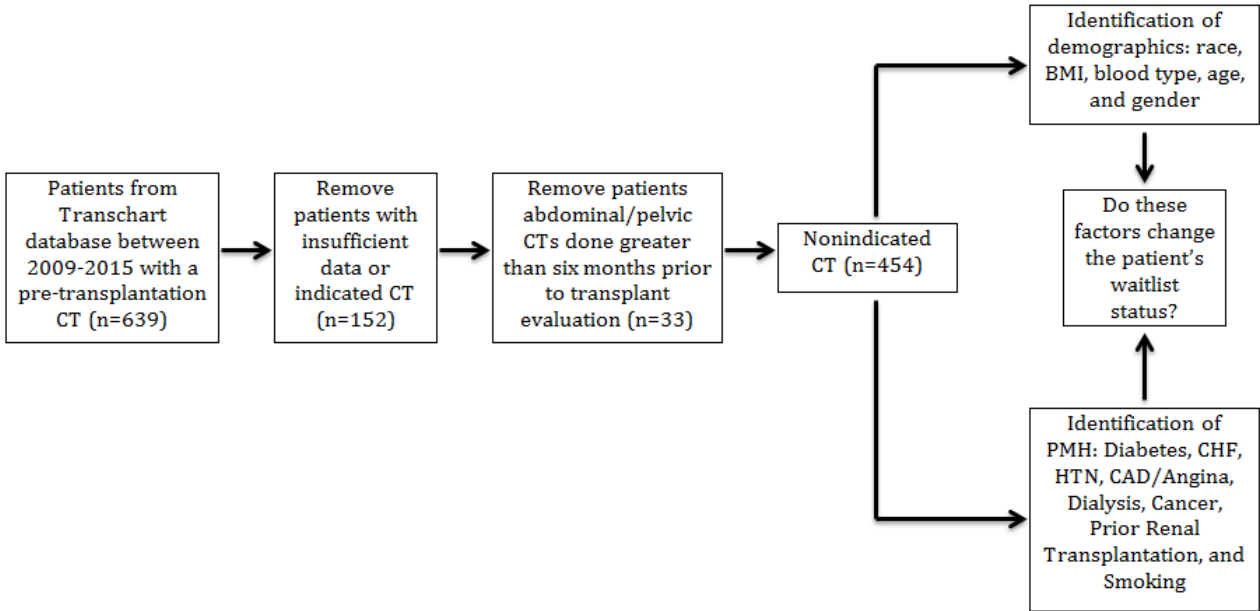 Patients from
Transchart
database between
2009-2015 with a
pre-transplantation
CT (n=639)
Remove
patients with
insufficient
data or
indicated CT
(n=152)
Remove patients
abdominal/pelvic
CTs done greater
than six months prior
to transplant
evaluation (n=33)
Nonindicated
CT (n=454)
Identification of
demographics: race,
BMI, blood type, age,
and gender
Do these
factors change
the patient's
waitlist
status?
Identification of
PMH: Diabetes, CHF,
HTN, CAD/Angina,
Dialysis, Cancer,
Prior Renal
Transplantation, and
Smoking